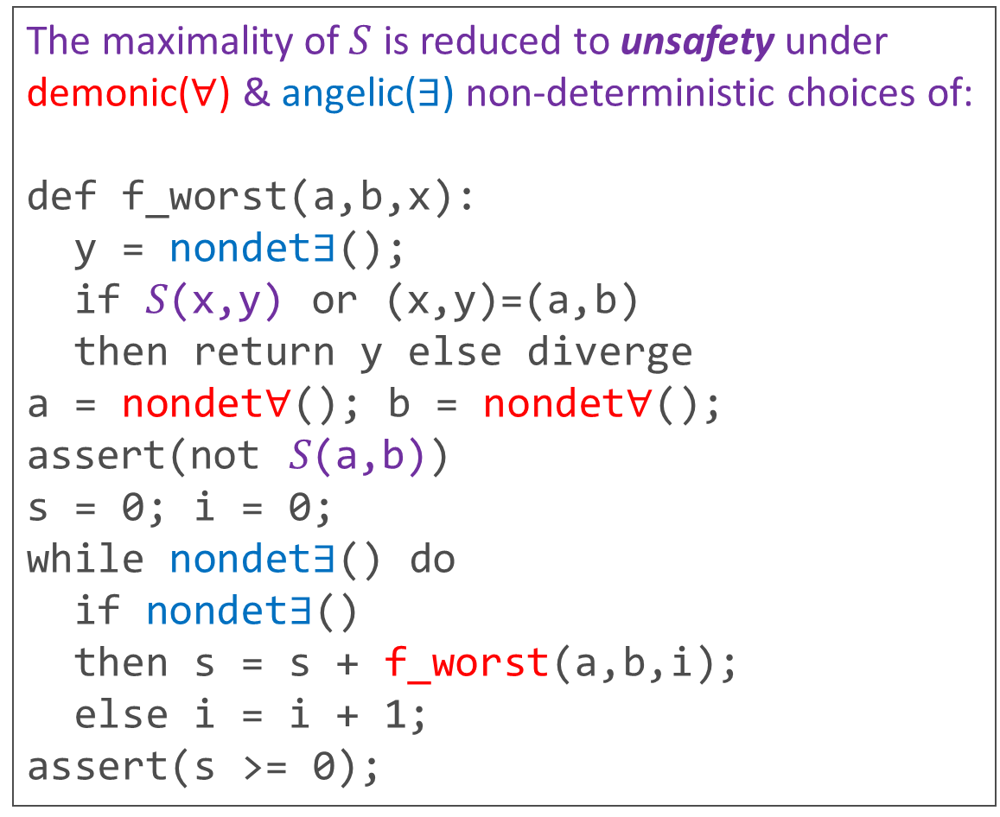 The maximality of S is reduced to unsafety under
demonic(∀) & angelic(∃) non-deterministic choices of:
def f_worst(a,b,x):
  y = nondet∃();
  if S(x,y) or (x,y)=(a,b)
  then return y else diverge
a = nondet∀(); b = nondet∀();
assert(not S(a,b))
s = 0; i = 0;
while nondet∃() do
  if nondet∃()
  then s = s + f_worst(a,b,i);
  else i = i + 1;
assert(s >= 0);